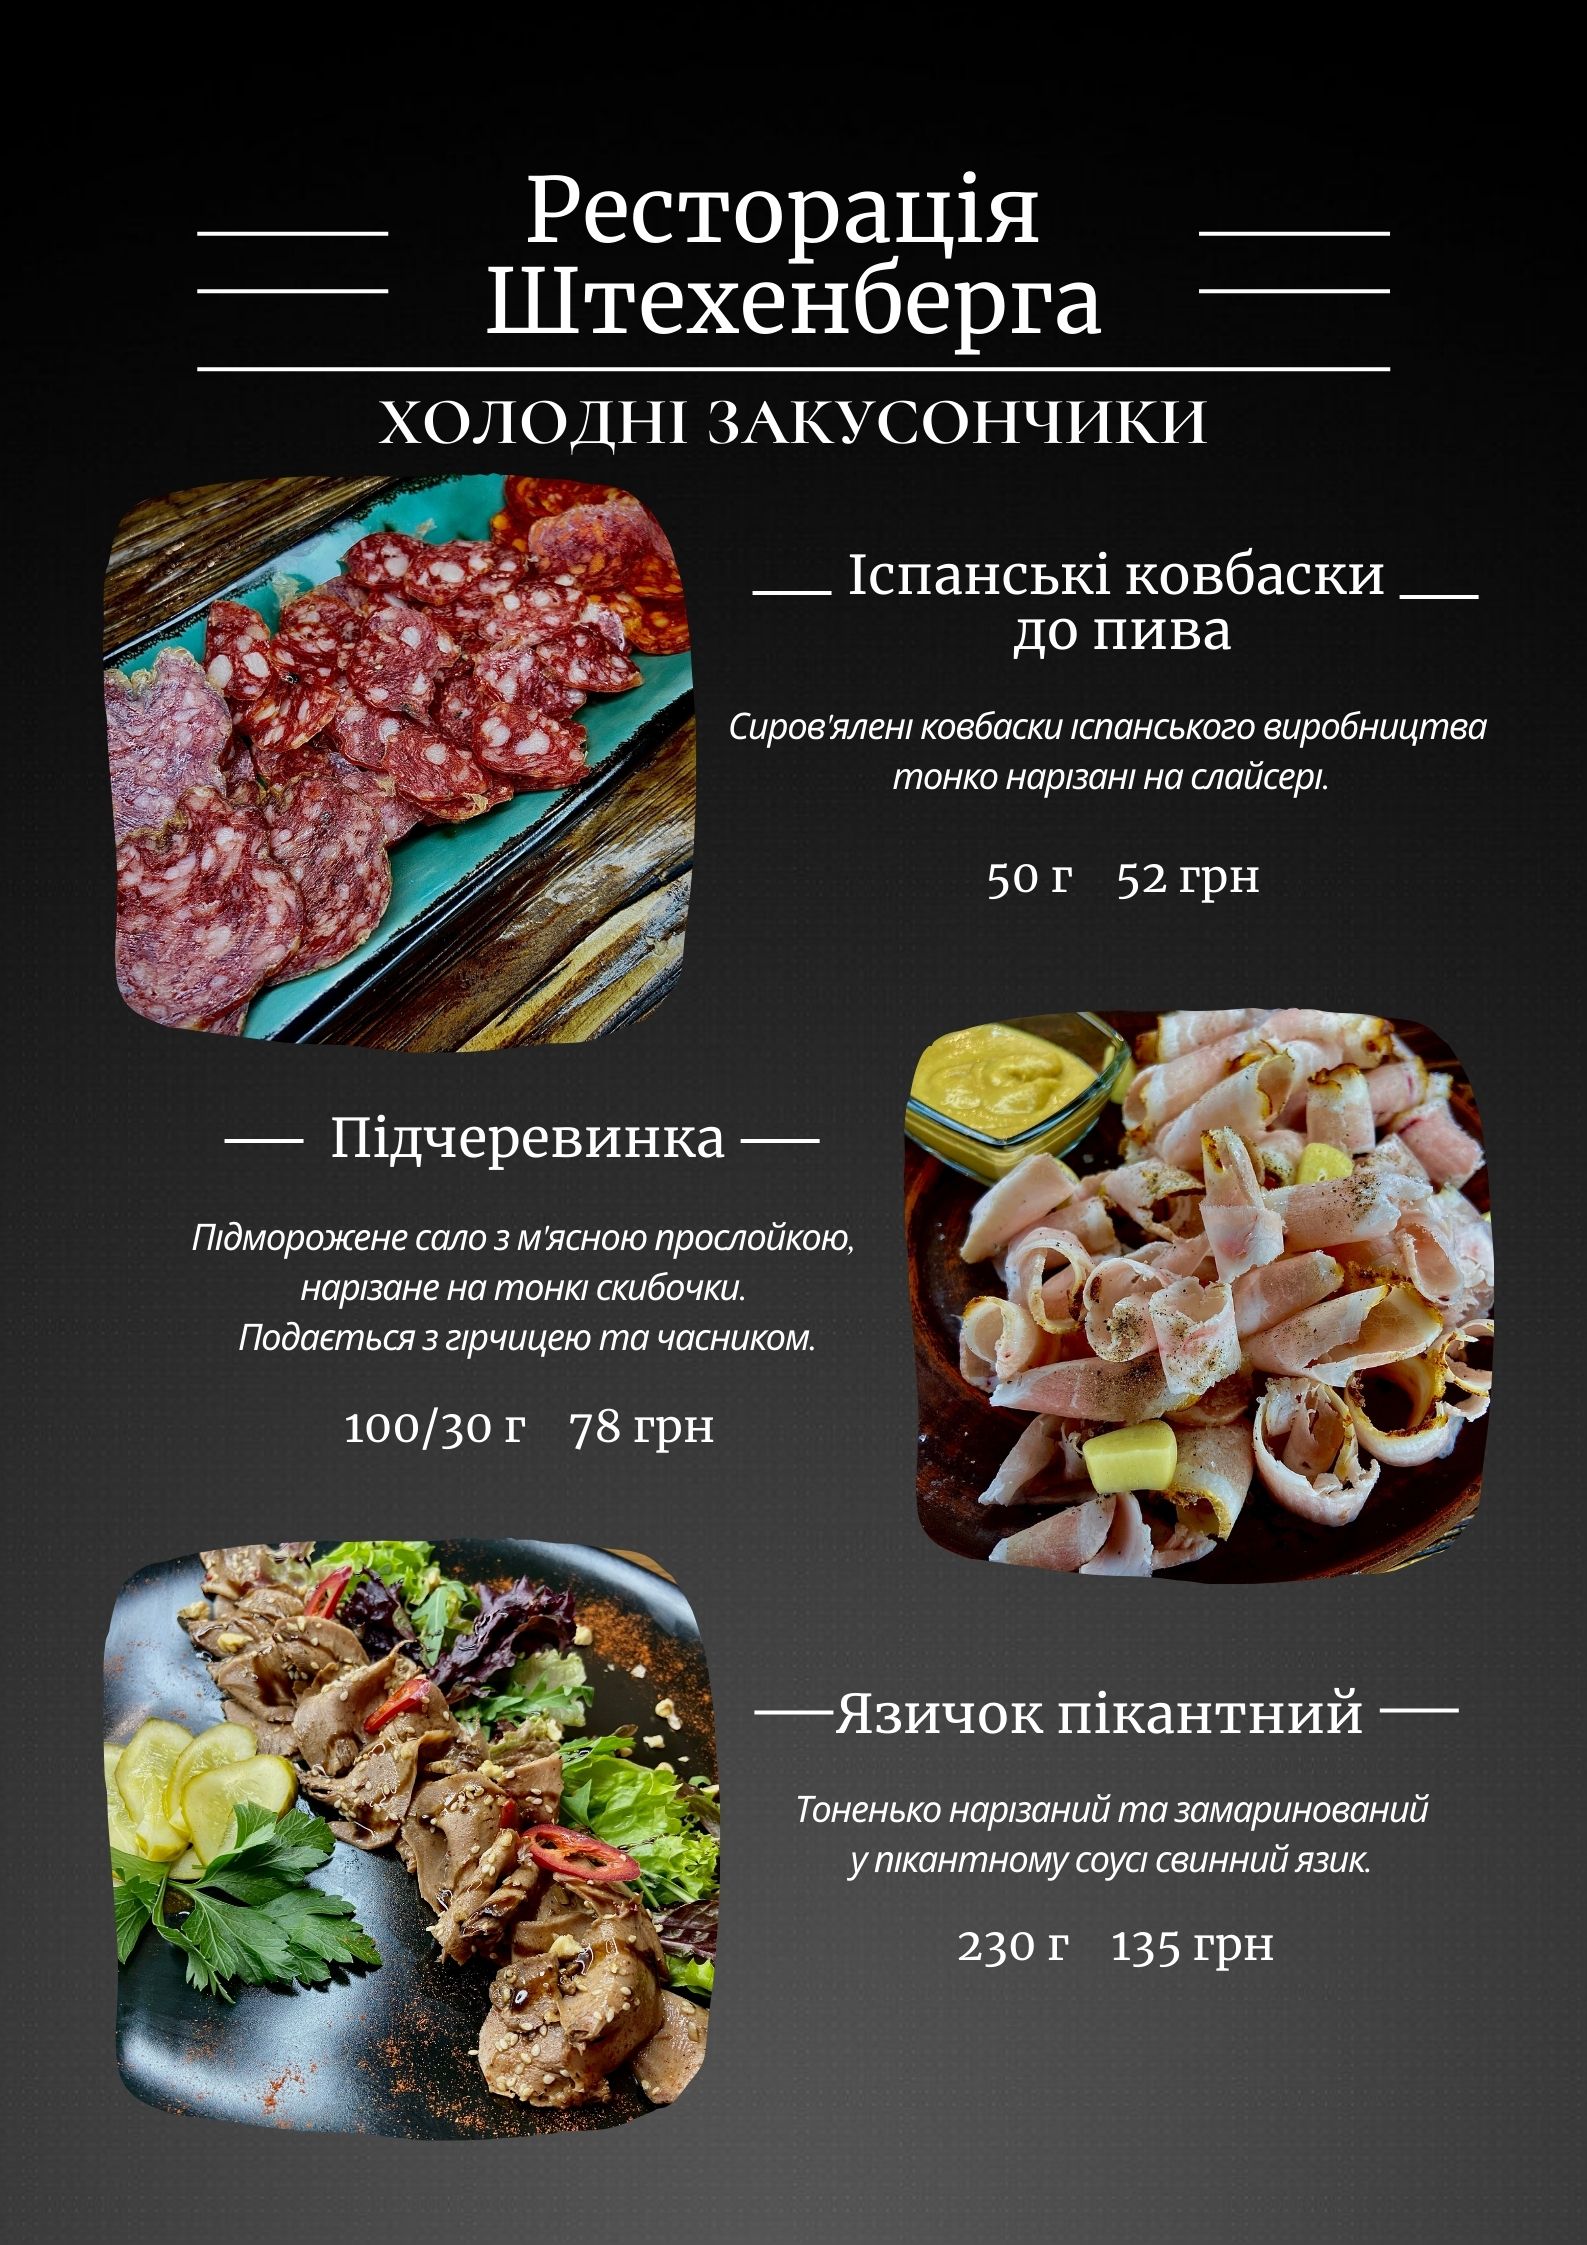 Ресторація
Штехенберга
ХОЛОДНІ ЗАКУСОНЧИКИ
Іспанські ковбаски
до пива
Сиров'ялені ковбаски іспанського виробництва
тонко нарізані на слайсері.
50 г 52 грн
Підчеревинка
Підморожене сало з м'ясною прослойкою,
нарізане на тонкі скибочки.
Подається з гірчицею та часником.
100/30 г 78 грн
Язичок пікантний
Тоненько нарізаний та замаринований
у пікантному соусі свинний язик.
230 г 135 грн